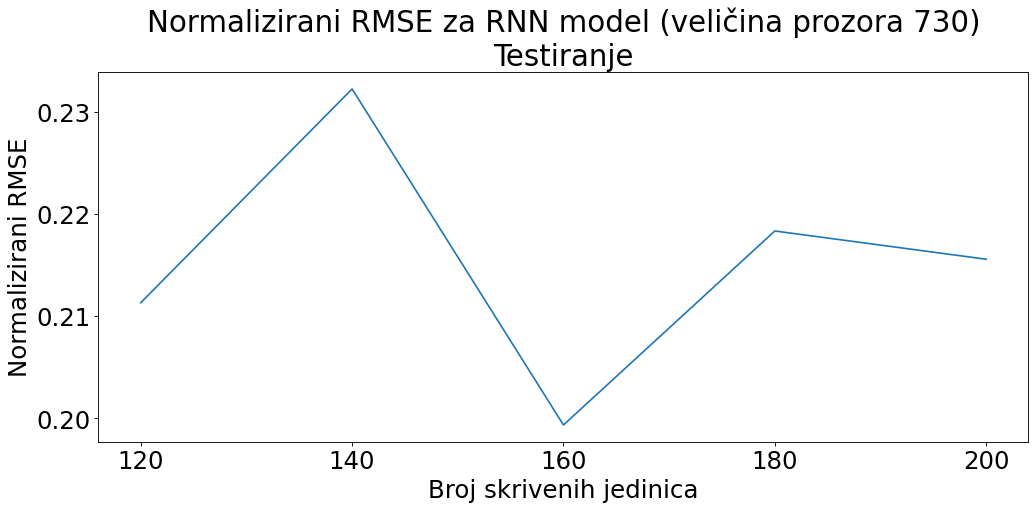 Normalizirani RMSE za RNN model (veličina prozora 730)
Testiranje
Normalizirani RMSE
0.23
0.22
0.21
0.20
120 140 160 180 200
Broj skrivenih jedinica